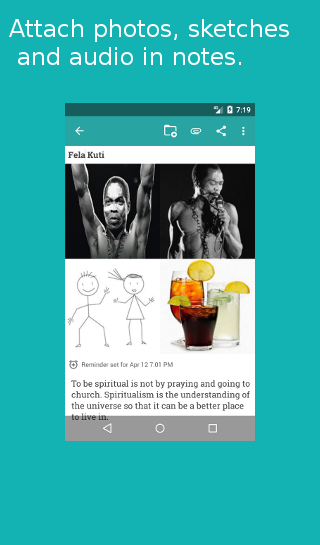 Attach photos, sketches
and audio in notes.
7:19
Fela Kuti
Reminder set for Apr 12 7.01 PM
To be spiritual is not by praying and going to
church. Spiritualism is the understanding of
the universe so that it can be a better place
to live in.